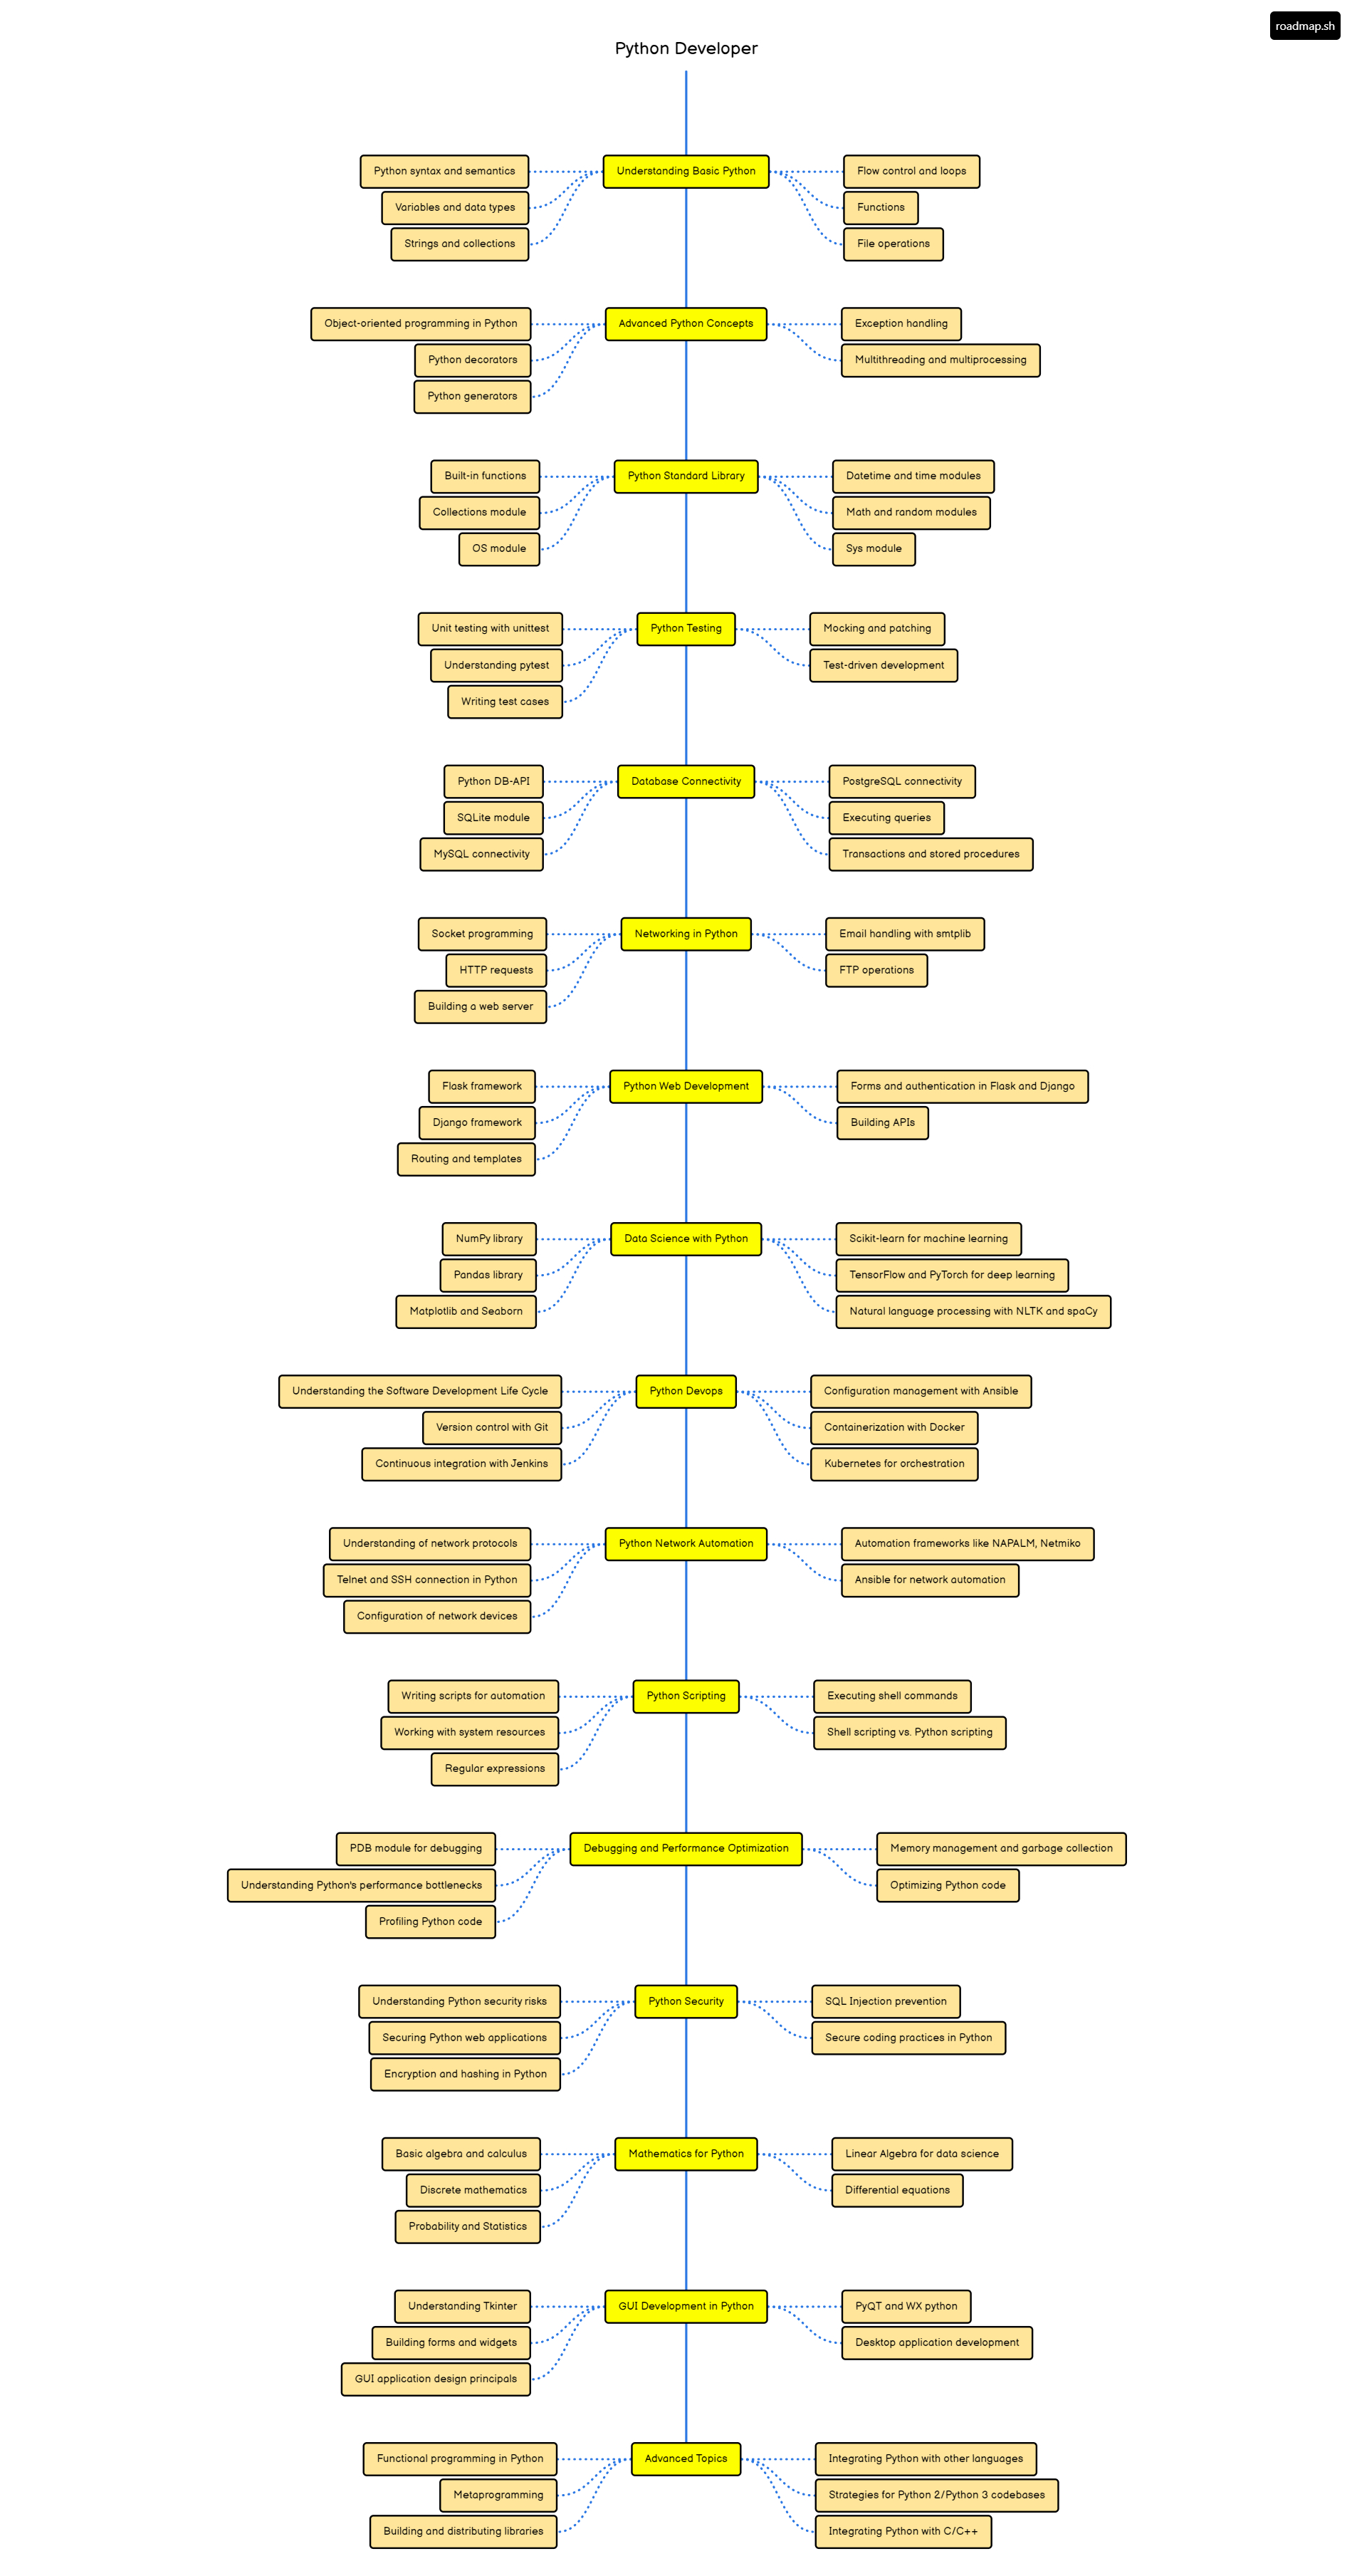 roadmap.sh
Python Developer
Understanding Basic Python
Python syntax and semantics
Variables and data types
Strings and collections
Flow control and loops
Functions
File operations
Advanced Python Concepts
Object-oriented programming in Python
Python decorators
Python generators
Exception handling
Multithreading and multiprocessing
Python Standard Library
Built-in functions
Collections module
OS module
Datetime and time modules
Math and random modules
Sys module
Python Testing
Unit testing with unittest
Understanding pytest
Writing test cases
Mocking and patching
Test-driven development
Database Connectivity
Python DB-API
SQLite module
MySQL connectivity
PostgreSQL connectivity
Executing queries
Transactions and stored procedures
Networking in Python
Socket programming
HTTP requests
Building a web server
Email handling with smtplib
FTP operations
Python Web Development
Flask framework
Django framework
Routing and templates
Forms and authentication in Flask and Django
Building APIs
Data Science with Python
NumPy library
Pandas library
Matplotlib and Seaborn
Scikit-learn for machine learning
TensorFlow and PyTorch for deep learning
Natural language processing with NLTK and spaCy
Python Devops
Understanding the Software Development Life Cycle
Version control with Git
Continuous integration with Jenkins
Configuration management with Ansible
Containerization with Docker
Kubernetes for orchestration
Python Network Automation
Understanding of network protocols
Telnet and SSH connection in Python
Configuration of network devices
Automation frameworks like NAPALM, Netmiko
Ansible for network automation
Python Scripting
Writing scripts for automation
Working with system resources
Regular expressions
Executing shell commands
Shell scripting vs. Python scripting
Debugging and Performance Optimization
PDB module for debugging
Understanding Python's performance bottlenecks
Profiling Python code
Memory management and garbage collection
Optimizing Python code
Python Security
Understanding Python security risks
Securing Python web applications
Encryption and hashing in Python
SQL Injection prevention
Secure coding practices in Python
Mathematics for Python
Basic algebra and calculus
Discrete mathematics
Probability and Statistics
Linear Algebra for data science
Differential equations
GUI Development in Python
Understanding Tkinter
Building forms and widgets
GUI application design principals
PyQT and WX python
Desktop application development
Advanced Topics
Functional programming in Python
Metaprogramming
Building and distributing libraries
Integrating Python with other languages
Strategies for Python 2/Python 3 codebases
Integrating Python with C/C++